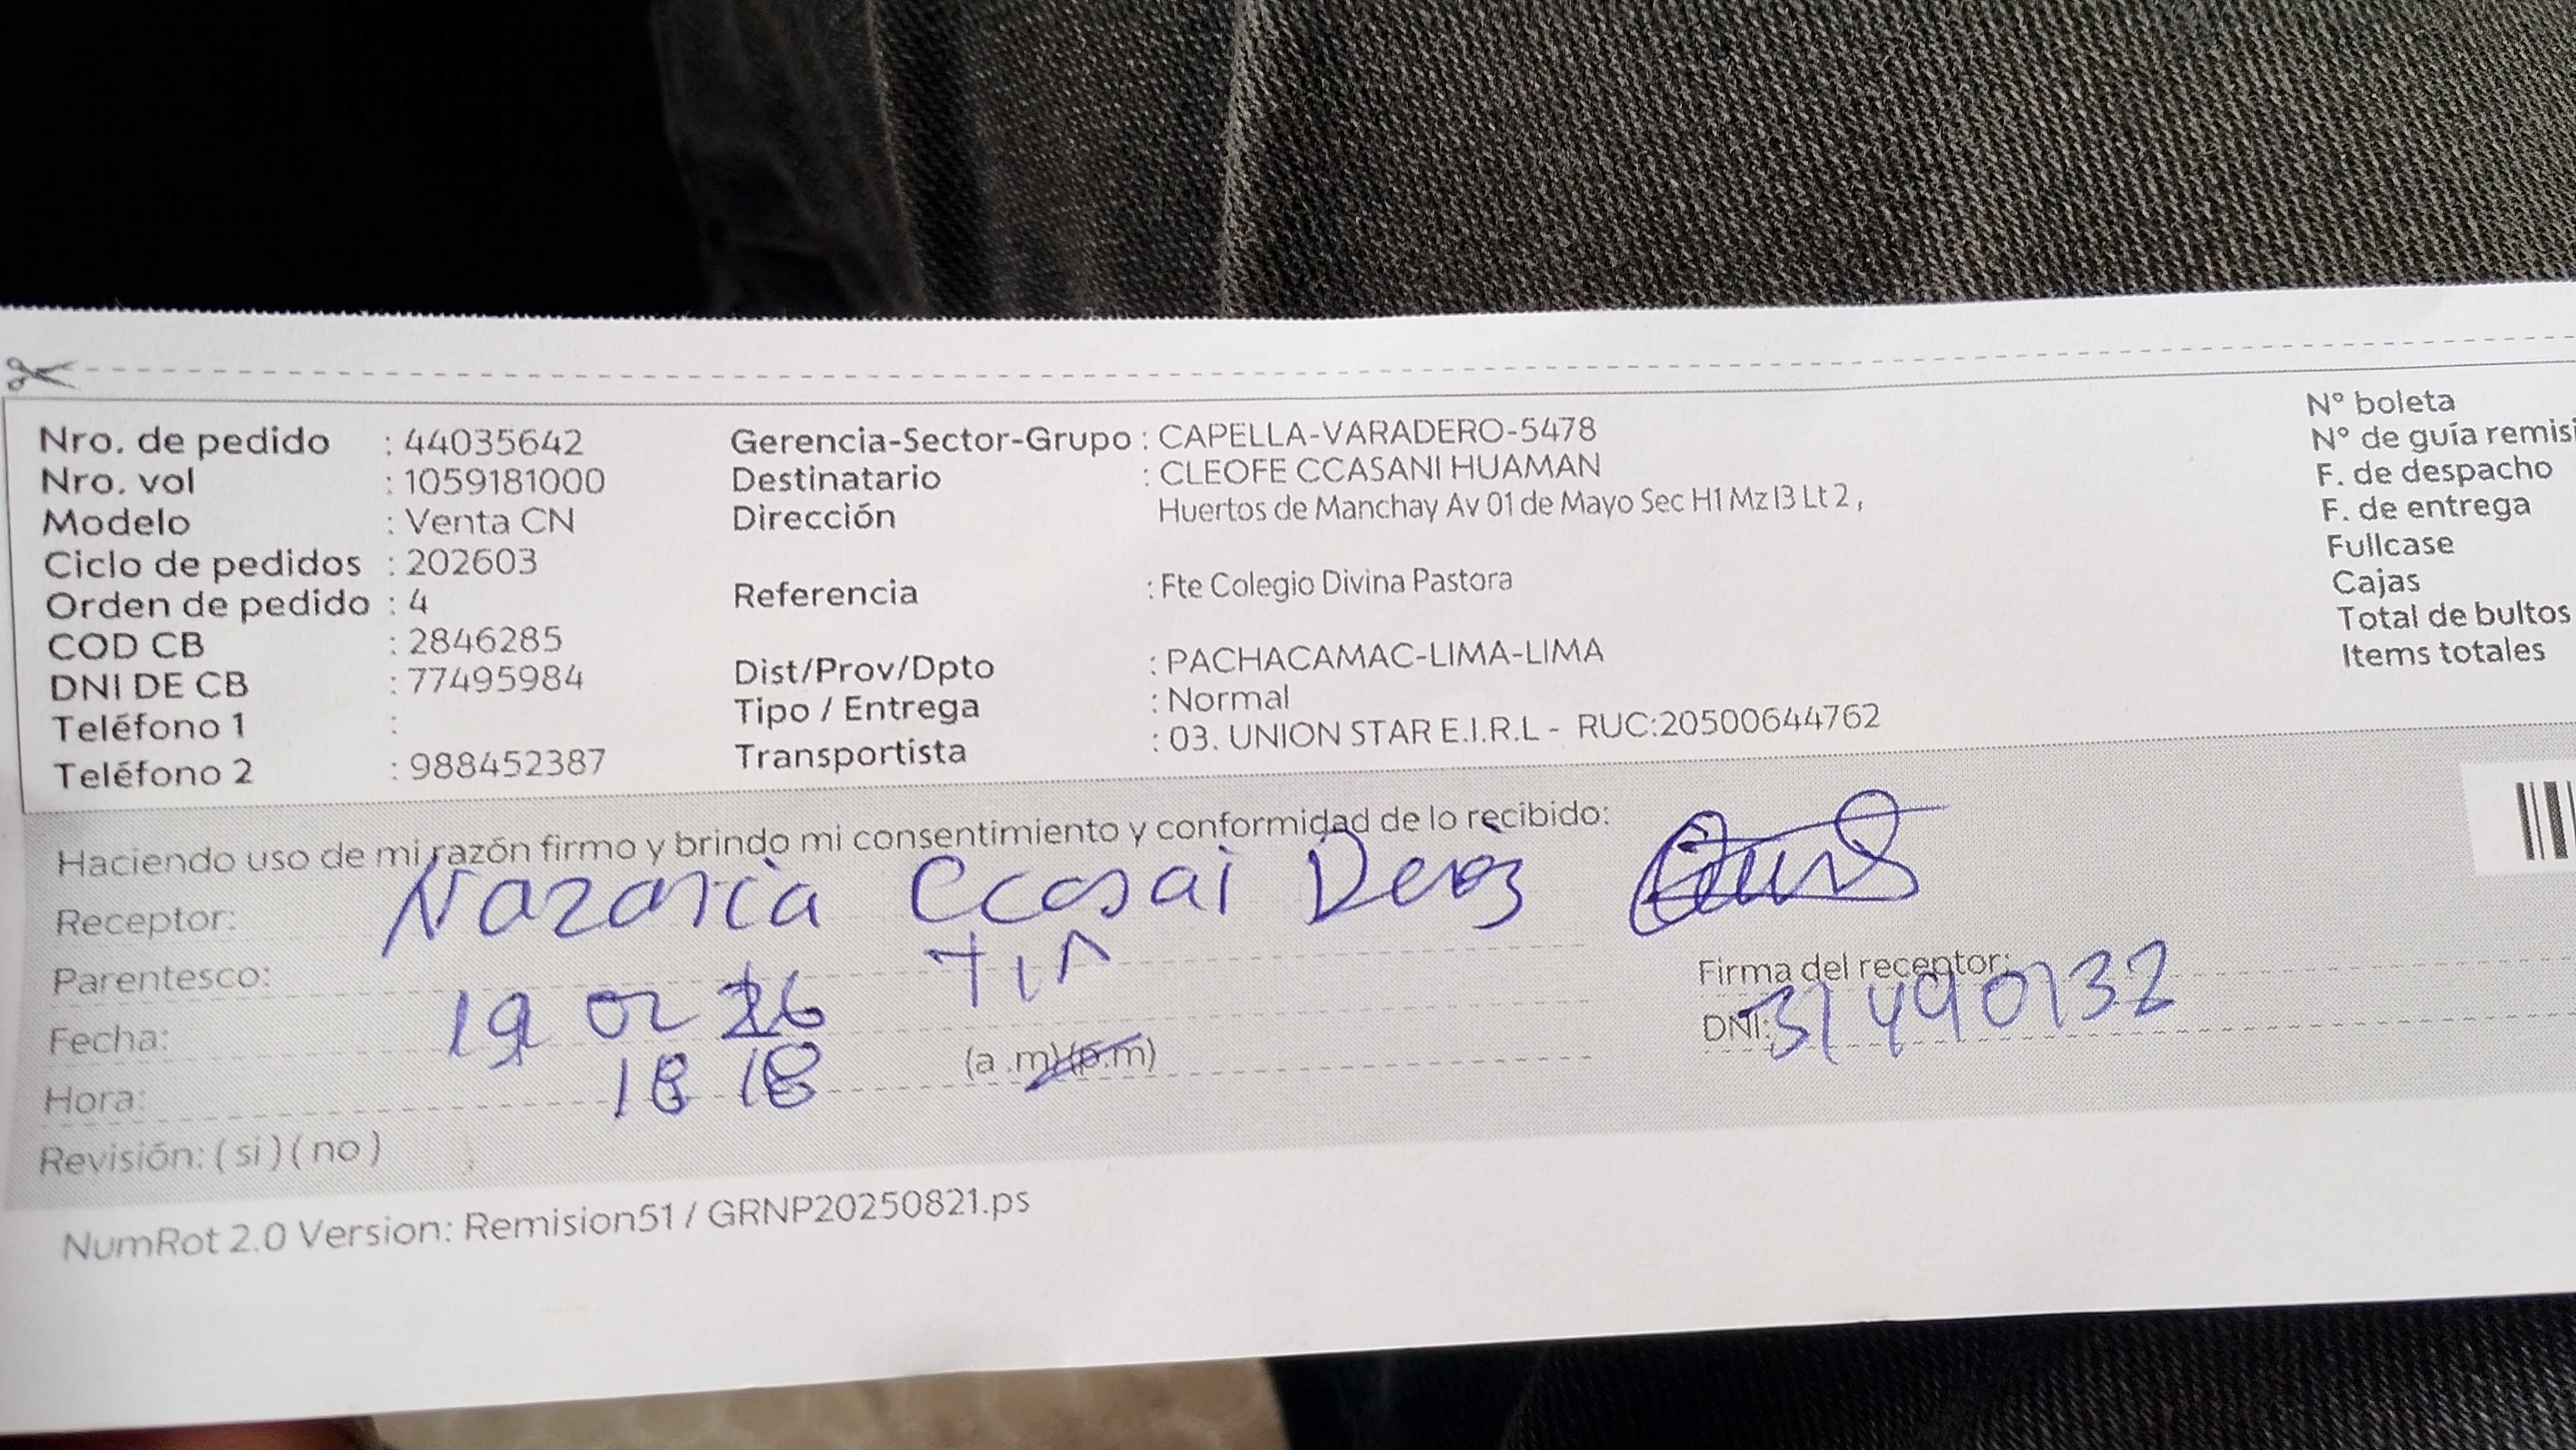 Nro. de pedido : 44035642
Nro. vol : 1059181000
Modelo : Venta CN
Ciclo de pedidos : 202603
Orden de pedido : 4
COD CB : 2846285
DNI DE CB : 77495984
Teléfono 1 :
Teléfono 2 : 988452387
Gerencia-Sector-Grupo : CAPELLA-VARADERO-5478
Destinatario : CLEOFE CCASANI HUAMAN
Dirección Huertos de Manchay Av 01 de Mayo Sec H1 Mz I3 Lt 2 ,
Referencia : Fte Colegio Divina Pastora
Dist/Prov/Dpto : PACHACAMAC-LIMA-LIMA
Tipo / Entrega : Normal
Transportista : 03. UNION STAR E.I.R.L - RUC:20500644762
N° boleta
N° de guía remisi
F. de despacho
F. de entrega
Fullcase
Cajas
Total de bultos
Items totales
Haciendo uso de mi razón firmo y brindo mi consentimiento y conformidad de lo recibido:
Receptor: Nazaria
Parentesco: TIA
Firma del receptor:
Fecha: 19 02 26
DNI: 31490132
Hora: 18 18 (a .m)(p.m)
Revisión: ( si ) ( no )
NumRot 2.0 Version: Remision51 / GRNP20250821.ps